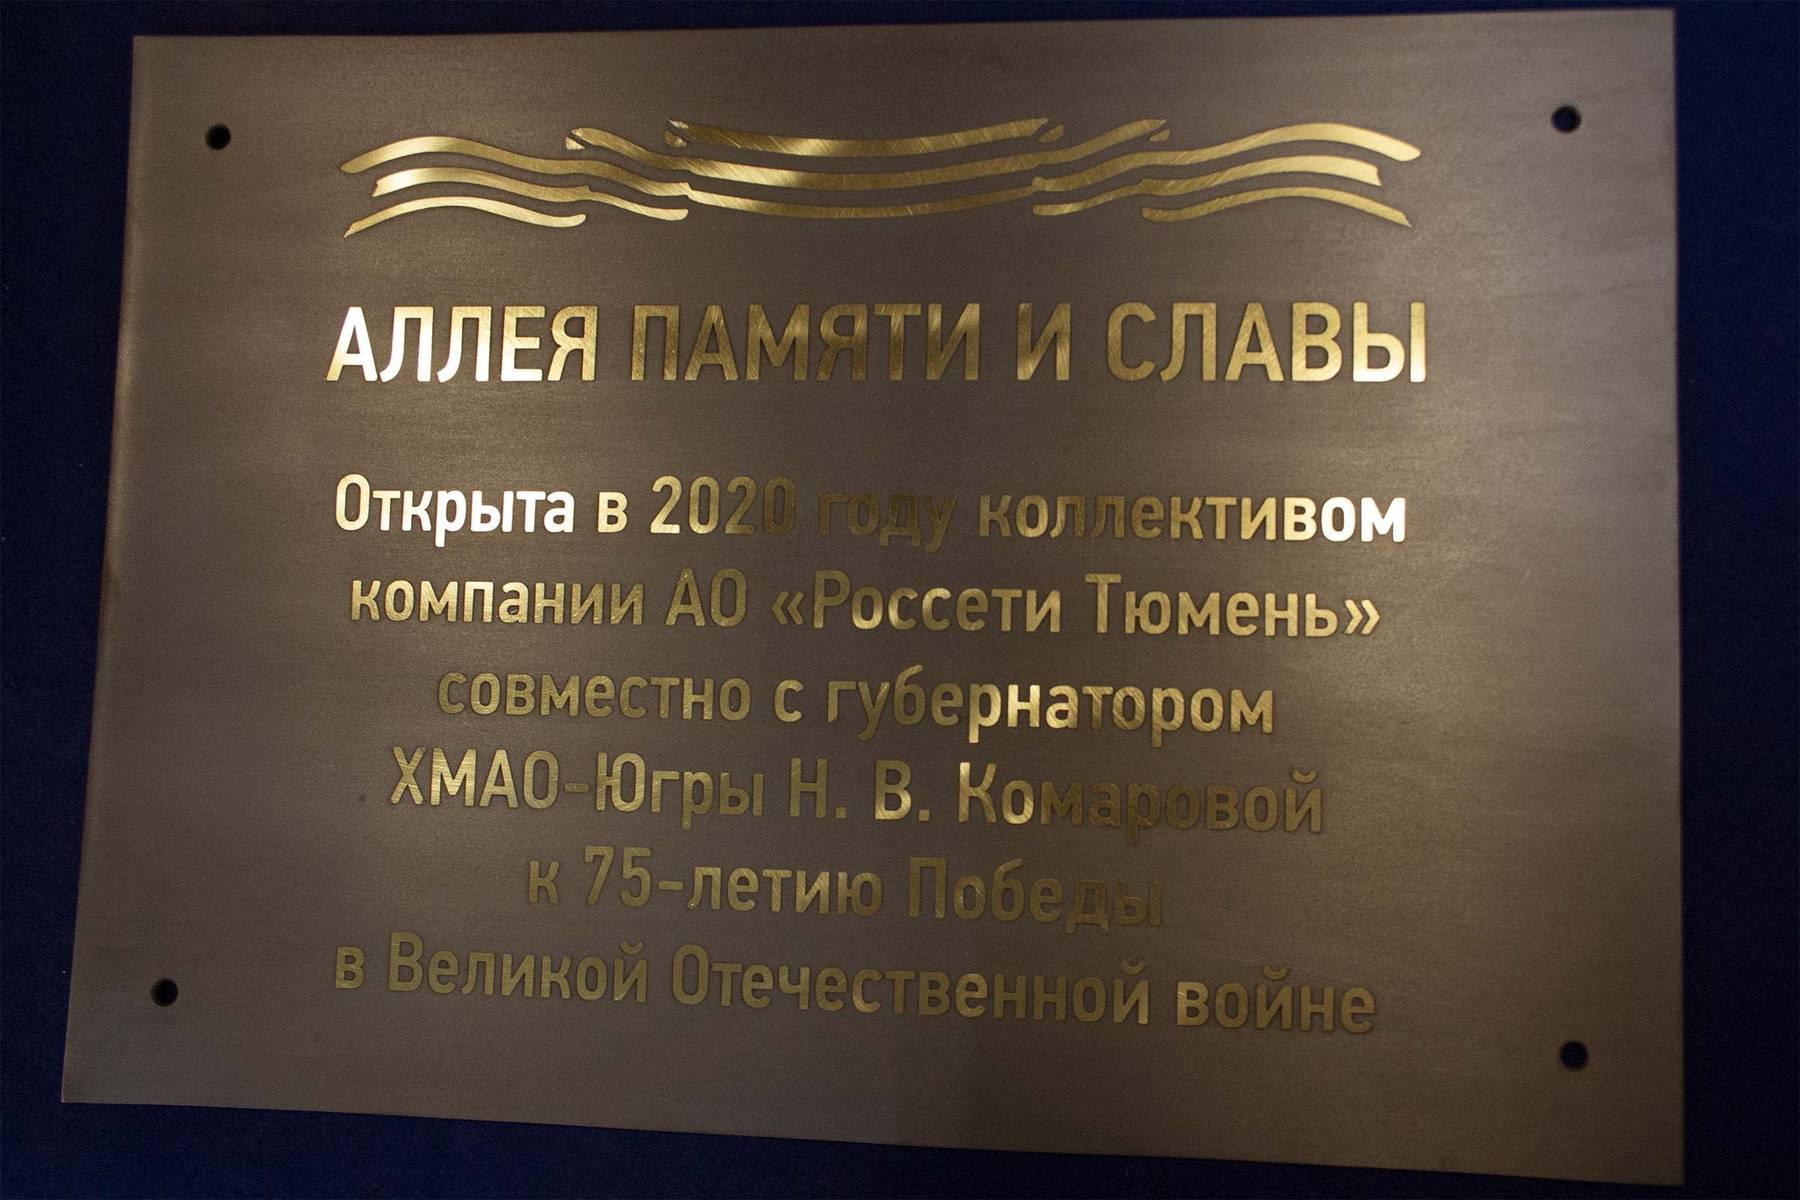 АЛЛЕЯ ПАМЯТИ И СЛАВЫ
Открыта в 2020 году коллективом
компании АО «Россети Тюмень»
совместно с губернатором
ХМАО-Югры Н. В. Комаровой
к 75-летию Победы
в Великой Отечественной войне